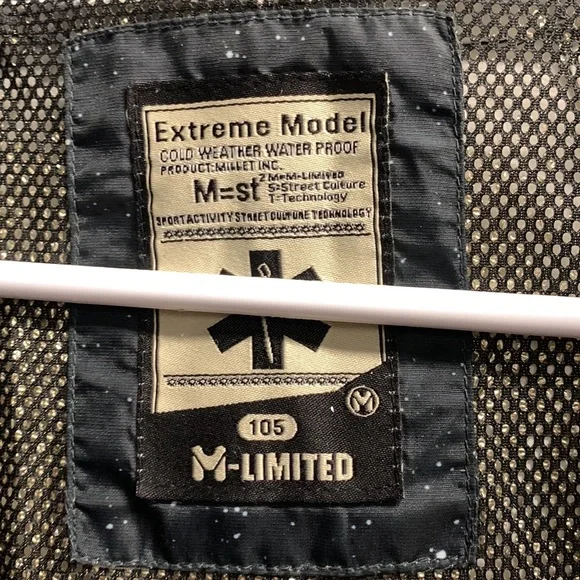 Extreme Model
COLD WEATHER WATER PROOF
PRODUCT:MILLET INC.
M=st² M=M-LIMITED
S=Street Culture
T=Technology
SPORT ACTIVITY STREET CULTURE TECHNOLOGY
105
M-LIMITED